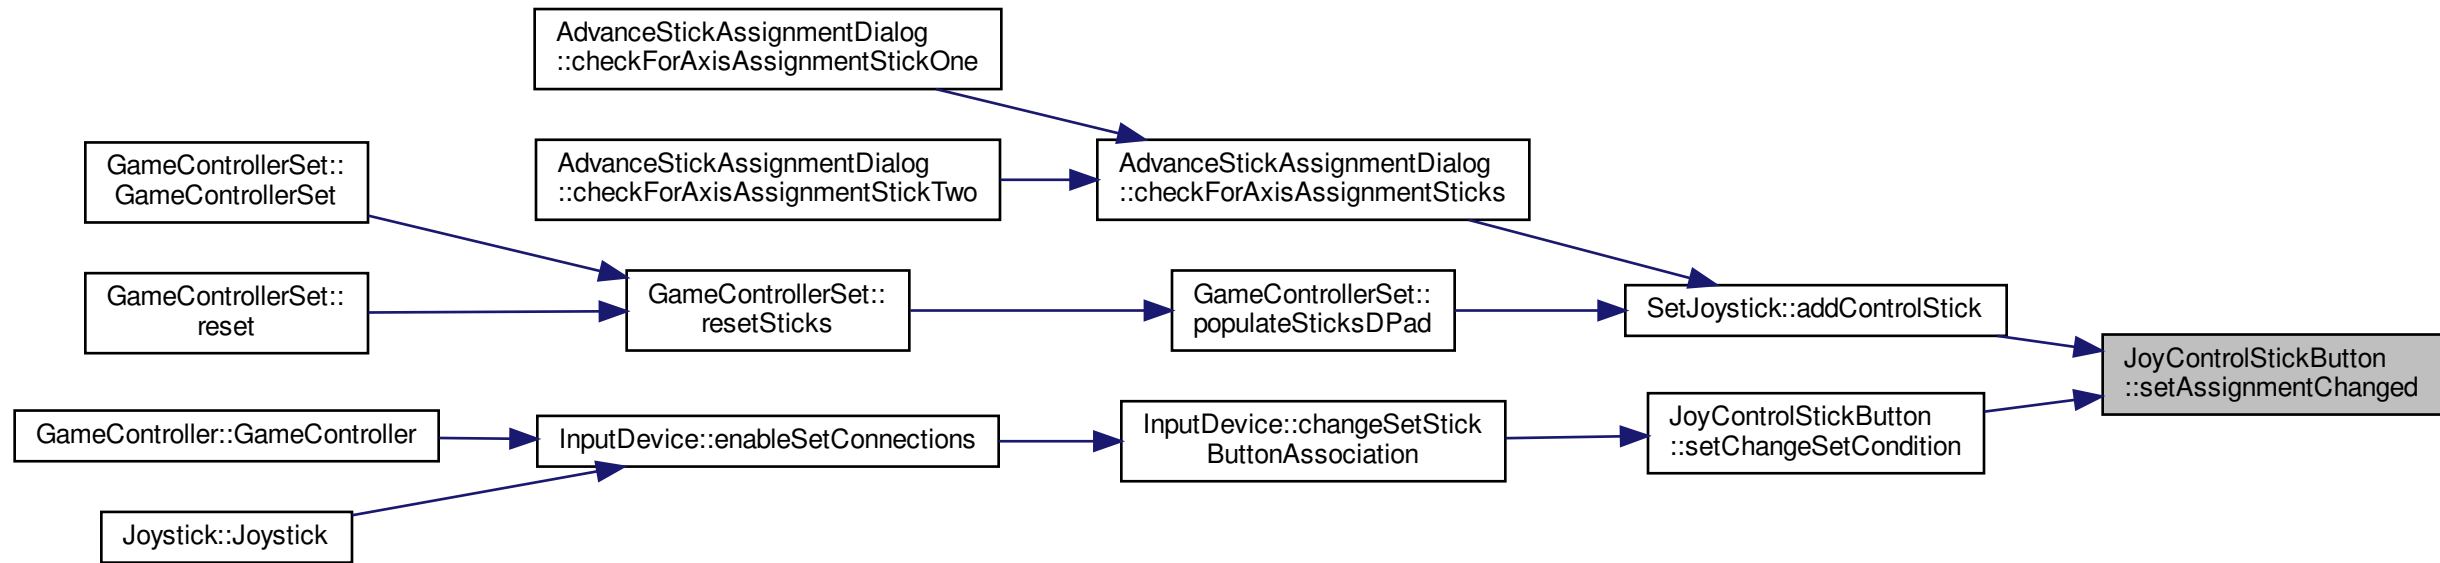 AdvanceStickAssignmentDialog
::checkForAxisAssignmentStickOne
GameControllerSet::
GameControllerSet
AdvanceStickAssignmentDialog
::checkForAxisAssignmentStickTwo
AdvanceStickAssignmentDialog
::checkForAxisAssignmentSticks
GameControllerSet::
reset
GameControllerSet::
resetSticks
GameControllerSet::
populateSticksDPad
SetJoystick::addControlStick
JoyControlStickButton
::setAssignmentChanged
GameController::GameController
InputDevice::enableSetConnections
InputDevice::changeSetStick
ButtonAssociation
JoyControlStickButton
::setChangeSetCondition
Joystick::Joystick